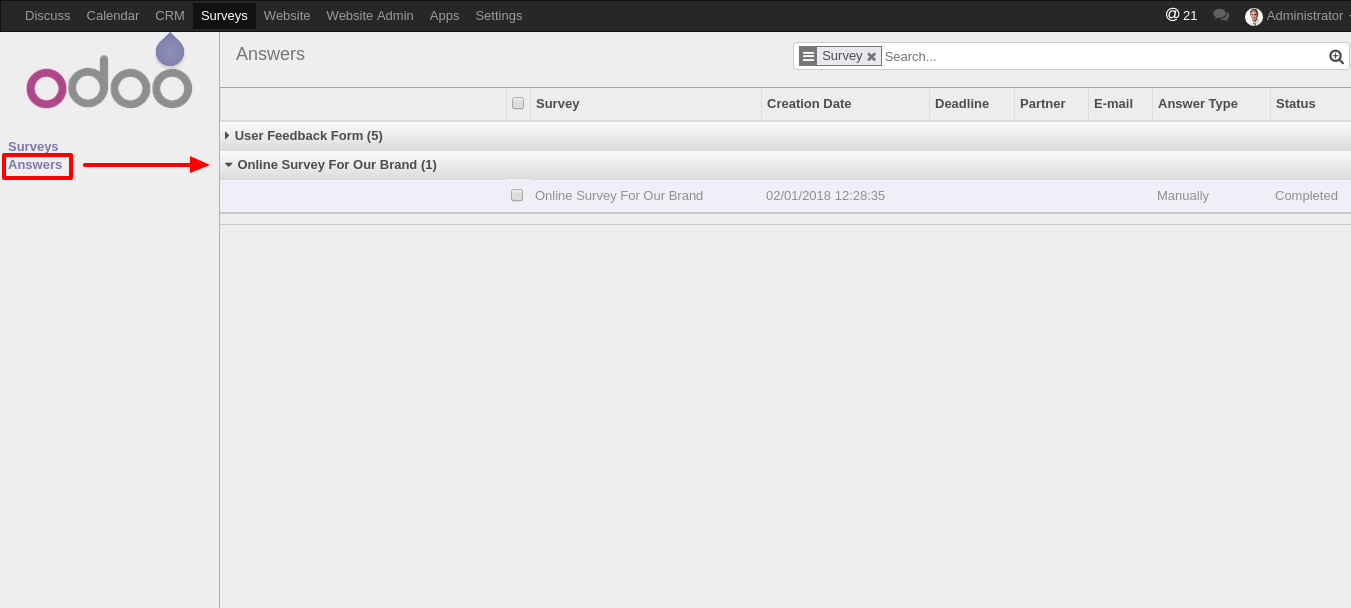 Discuss Calendar CRM Surveys Website Website Admin Apps Settings @ 21 Administrator
odoo
Answers Survey Search...
Survey Creation Date Deadline Partner E-mail Answer Type Status
User Feedback Form (5)
Surveys
Answers
Online Survey For Our Brand (1)
Online Survey For Our Brand 02/01/2018 12:28:35 Manually Completed